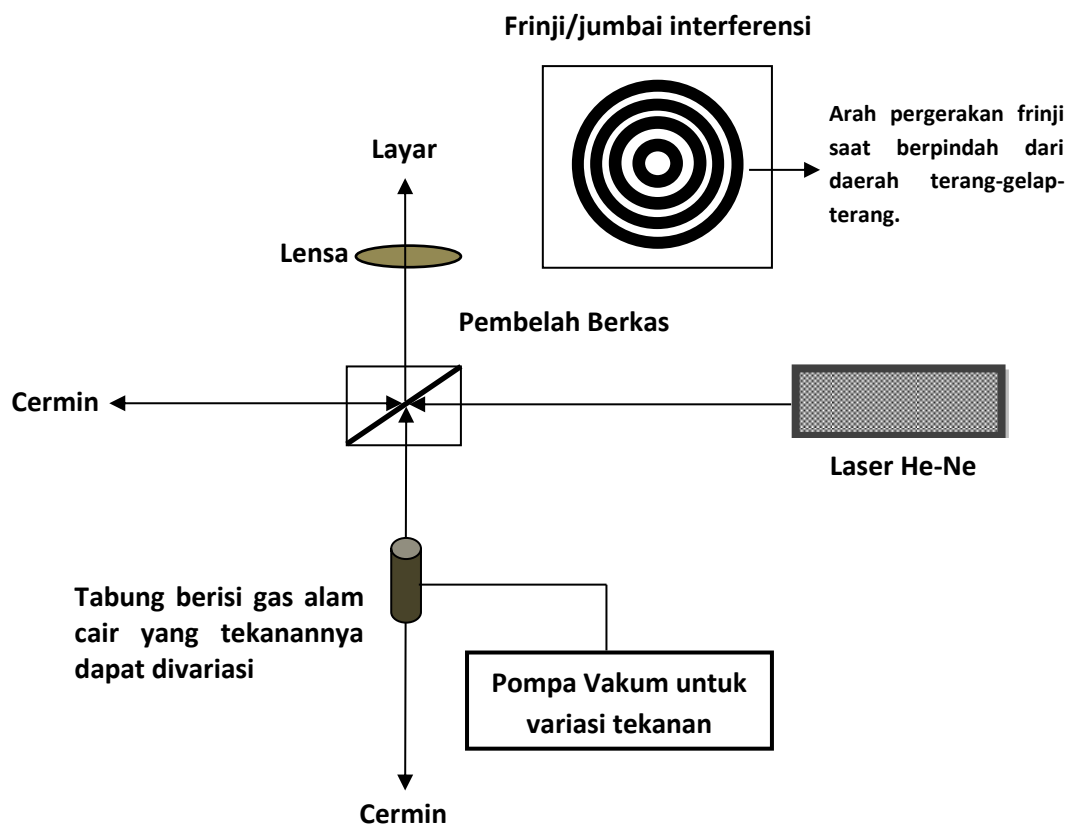 Frinji/jumbai interferensi
Arah pergerakan frinji
saat berpindah dari
daerah terang-gelap-
terang.
Layar
Lensa
Pembelah Berkas
Cermin
Laser He-Ne
Tabung berisi gas alam
cair yang tekanannya
dapat divariasi
Pompa Vakum untuk
variasi tekanan
Cermin